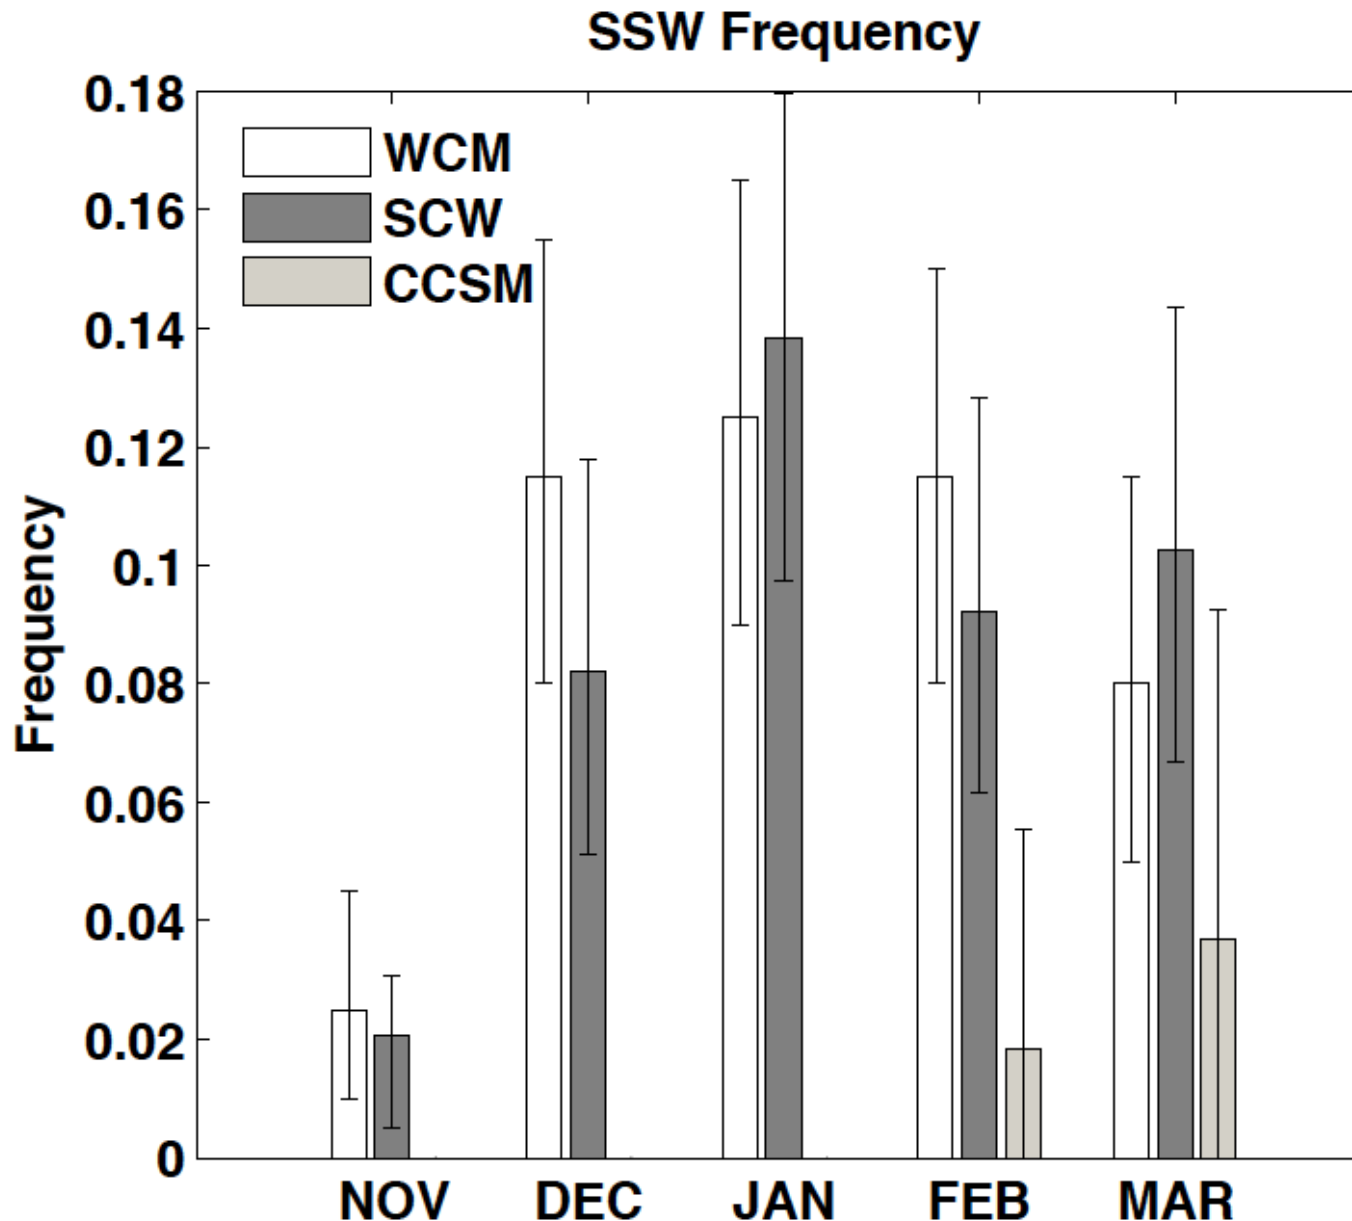 SSW Frequency
0.18
WCM
0.16
SCW
CCSM
0.14
0.12
Frequency
0.1
0.08
0.06
0.04
0.02
0
NOV DEC JAN FEB MAR